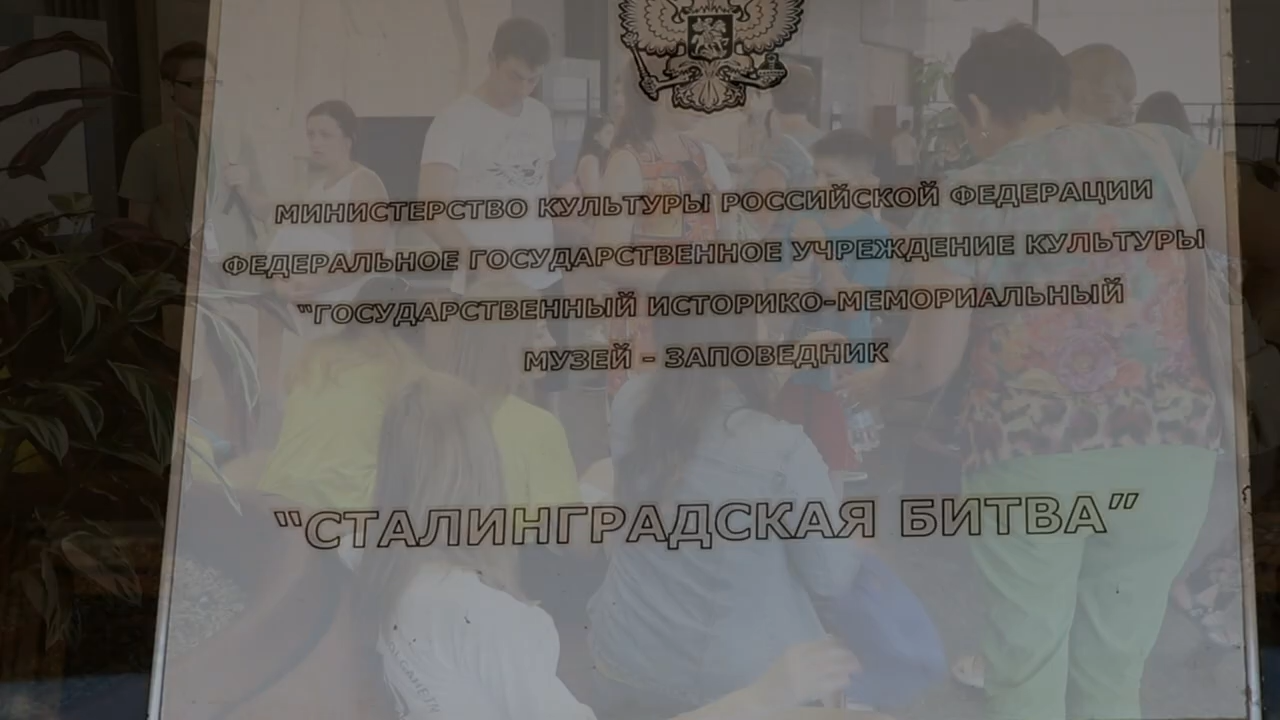 МИНИСТЕРСТВО КУЛЬТУРЫ РОССИЙСКОЙ ФЕДЕРАЦИИ
ФЕДЕРАЛЬНОЕ ГОСУДАРСТВЕННОЕ УЧРЕЖДЕНИЕ КУЛЬТУРЫ
"ГОСУДАРСТВЕННЫЙ ИСТОРИКО-МЕМОРИАЛЬНЫЙ
МУЗЕЙ - ЗАПОВЕДНИК
"СТАЛИНГРАДСКАЯ БИТВА"